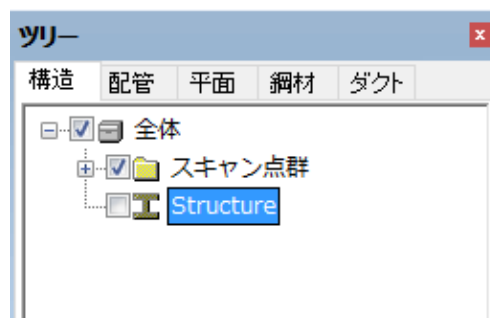 ツリー
構造 配管 平面 鋼材 ダクト
全体
スキャン点群
Structure